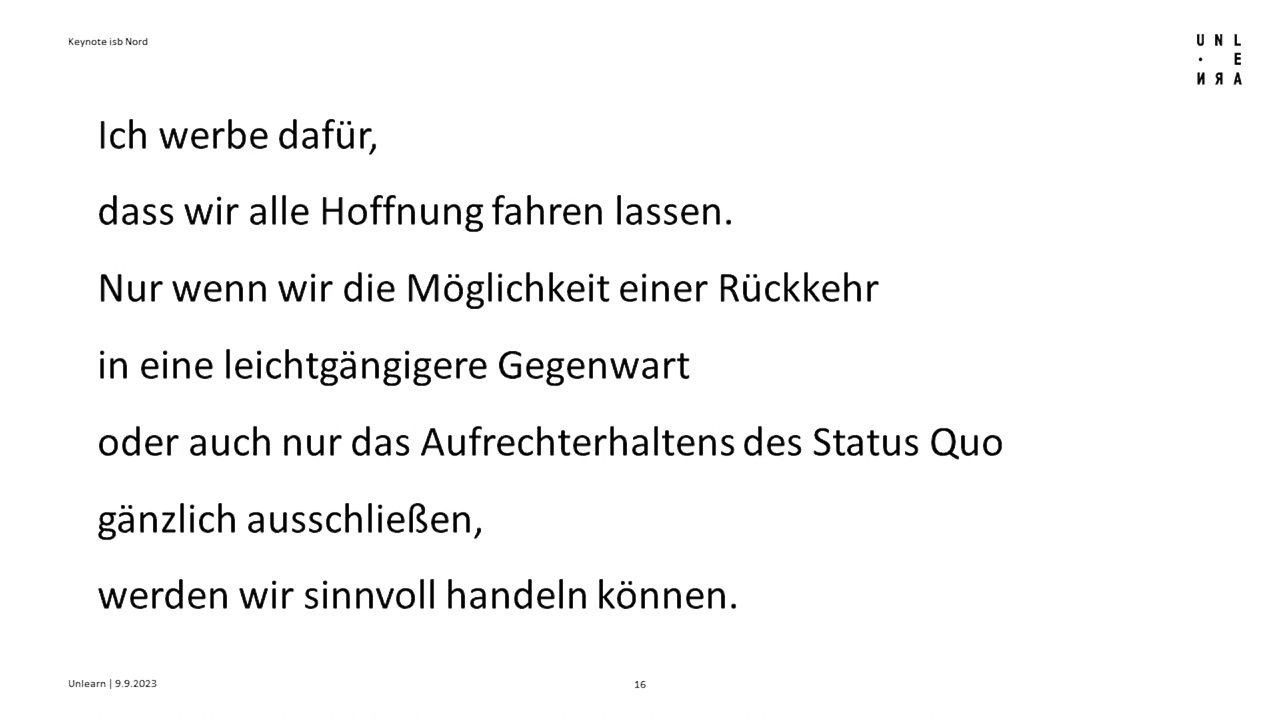 Keynote isb Nord
U N L
· E
И Я A
Ich werbe dafür,
dass wir alle Hoffnung fahren lassen.
Nur wenn wir die Möglichkeit einer Rückkehr
in eine leichtgängigere Gegenwart
oder auch nur das Aufrechterhaltens des Status Quo
gänzlich ausschließen,
werden wir sinnvoll handeln können.
Unlearn | 9.9.2023
16